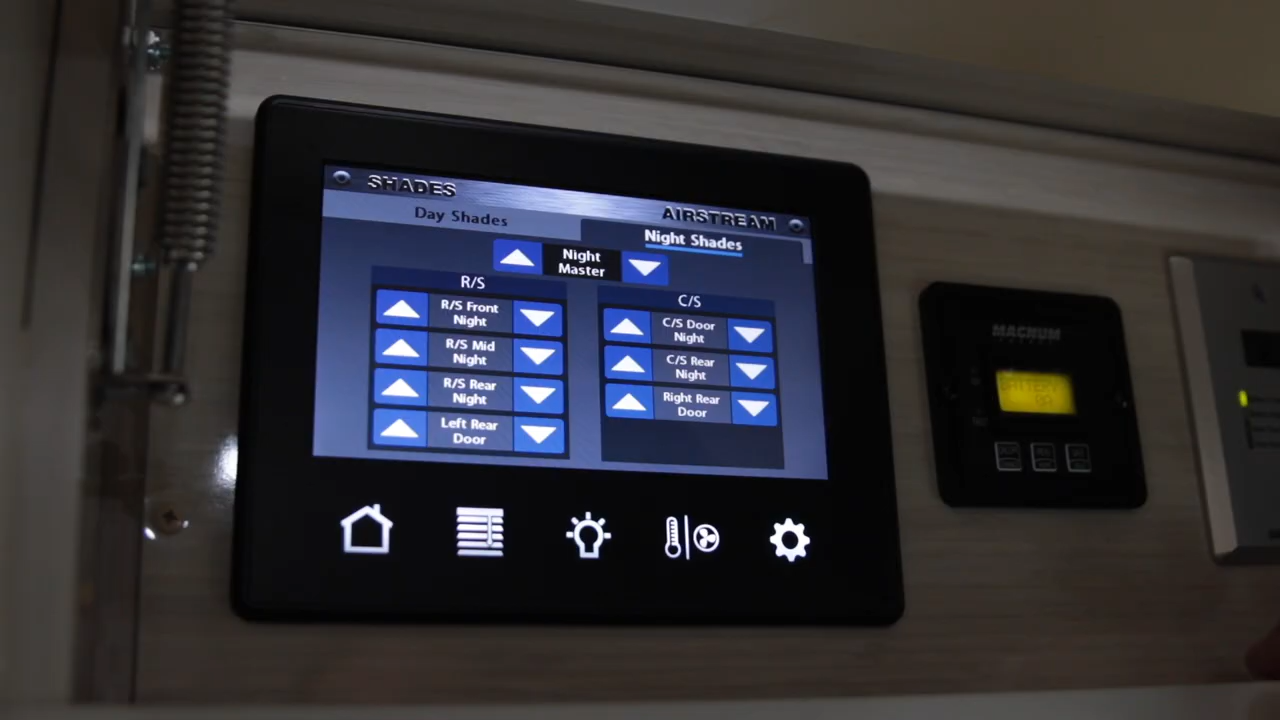 SHADES
AIRSTREAM
Day Shades
Night Shades
Night
Master
R/S
R/S Front
Night
R/S Mid
Night
R/S Rear
Night
Left Rear
Door
C/S
C/S Door
Night
C/S Rear
Night
Right Rear
Door
MAGNUM
BATTERY